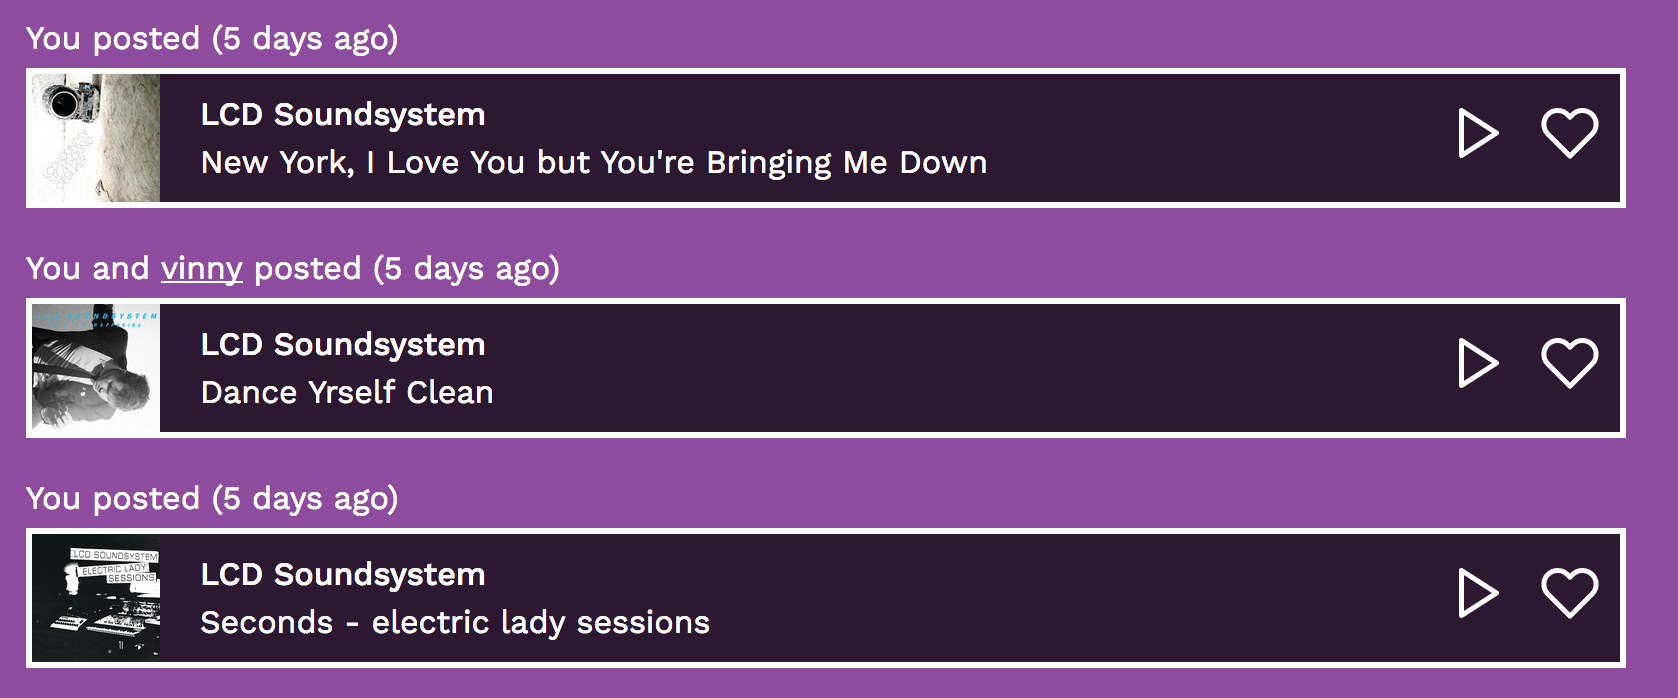 You posted (5 days ago)
LCD Soundsystem
New York, I Love You but You're Bringing Me Down
You and vinny posted (5 days ago)
LCD SOUNDSYSTEM
LCD Soundsystem
Dance Yrself Clean
You posted (5 days ago)
LCD SOUNDSYSTEM
ELECTRIC LADY
SESSIONS
LCD Soundsystem
Seconds - electric lady sessions